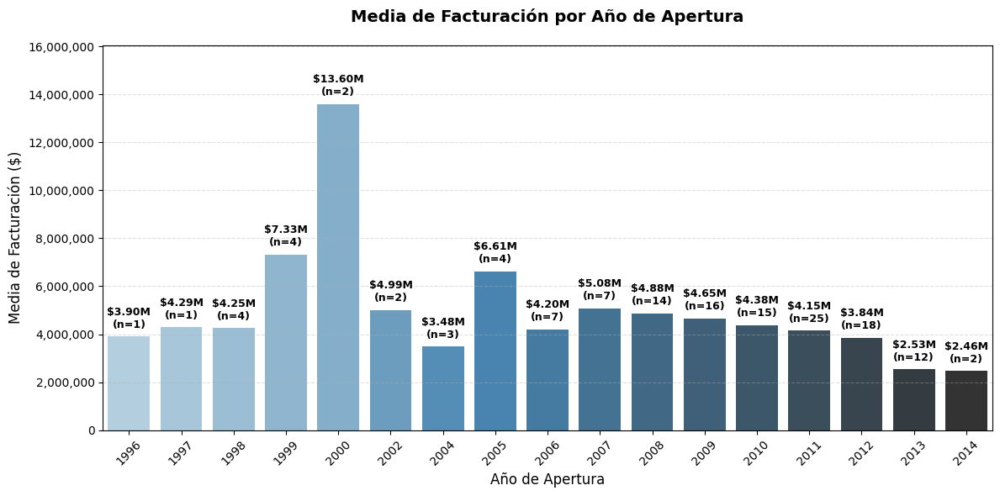 Media de Facturación por Año de Apertura
Media de Facturación ($)
16,000,000
14,000,000
12,000,000
10,000,000
8,000,000
6,000,000
4,000,000
2,000,000
0
$3.90M
(n=1)
$4.29M
(n=1)
$4.25M
(n=4)
$7.33M
(n=4)
$13.60M
(n=2)
$4.99M
(n=2)
$3.48M
(n=3)
$6.61M
(n=4)
$4.20M
(n=7)
$5.08M
(n=7)
$4.88M
(n=14)
$4.65M
(n=16)
$4.38M
(n=15)
$4.15M
(n=25)
$3.84M
(n=18)
$2.53M
(n=12)
$2.46M
(n=2)
1996
1997
1998
1999
2000
2002
2004
2005
2006
2007
2008
2009
2010
2011
2012
2013
2014
Año de Apertura